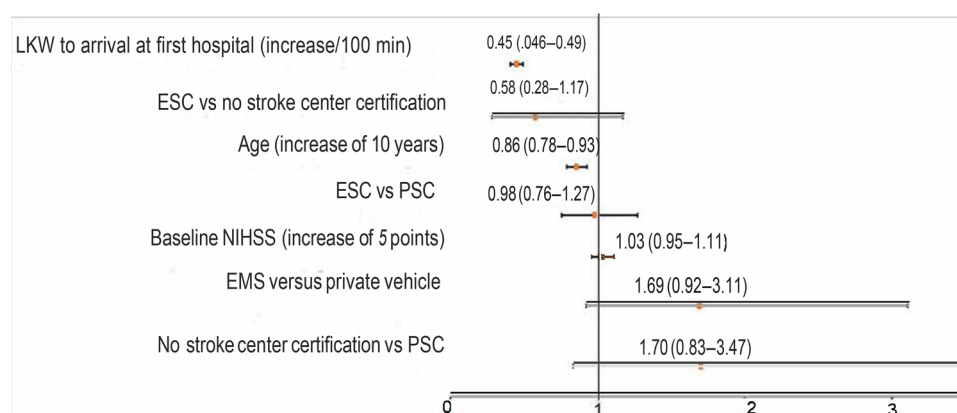 LKW to arrival at first hospital (increase/100 min)
0.45 (.046–0.49)
0.58 (0.28–1.17)
ESC vs no stroke center certification
Age (increase of 10 years)
0.86 (0.78–0.93)
ESC vs PSC
0.98 (0.76–1.27)
Baseline NIHSS (increase of 5 points)
1.03 (0.95–1.11)
EMS versus private vehicle
1.69 (0.92–3.11)
No stroke center certification vs PSC
1.70 (0.83–3.47)
0 1 2 3